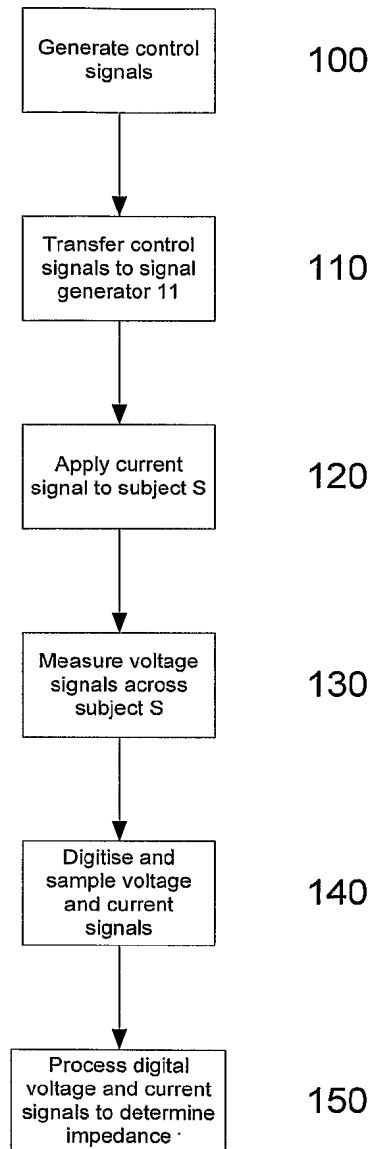 Generate control
signals
100
Transfer control
signals to signal
generator 11
110
Apply current
signal to subject S
120
Measure voltage
signals across
subject S
130
Digitise and
sample voltage
and current
signals
140
Process digital
voltage and current
signals to determine
impedance
150